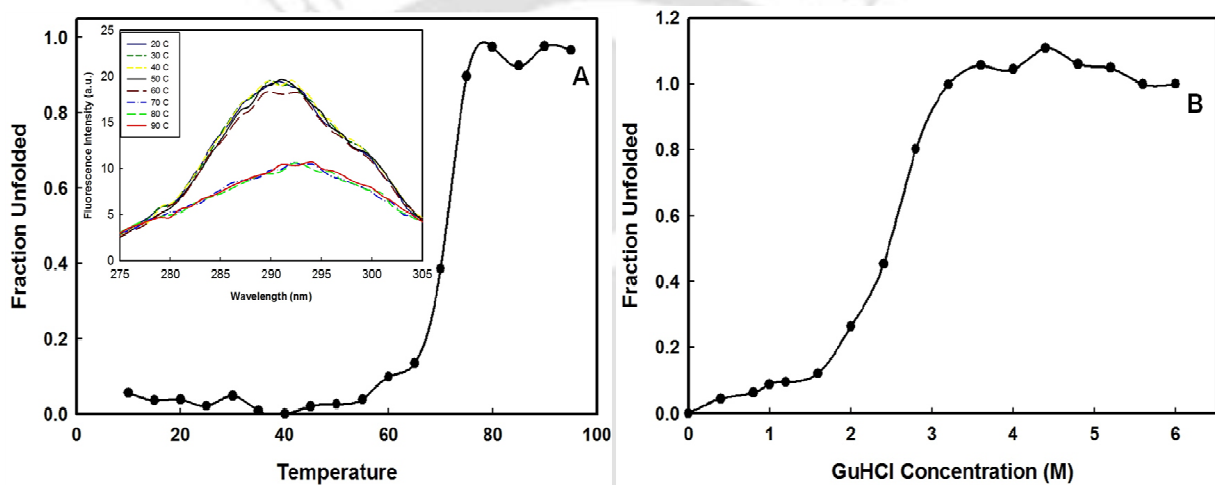 Fraction Unfolded
1.0
0.8
0.6
0.4
0.2
0.0
0
20
40
60
80
100
Temperature
A
Fluorescence Intensity (a.u.)
25
20
15
10
5
0
275
280
285
290
295
300
305
Wavelength (nm)
20 C
30 C
40 C
50 C
60 C
70 C
80 C
90 C
Fraction Unfolded
1.2
1.0
0.8
0.6
0.4
0.2
0.0
0
1
2
3
4
5
6
GuHCl Concentration (M)
B